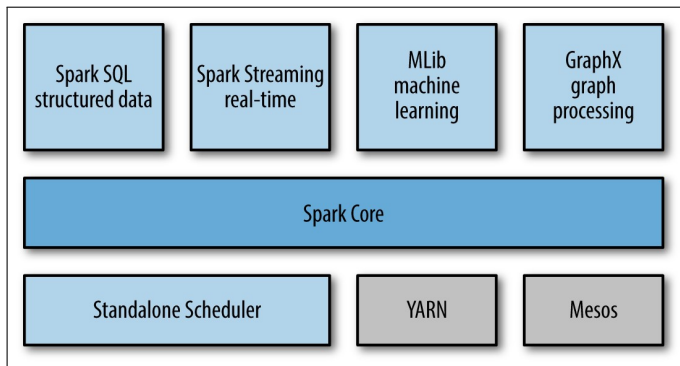 Spark SQL
structured data
Spark Streaming
real-time
MLib
machine
learning
GraphX
graph
processing
Spark Core
Standalone Scheduler
YARN
Mesos